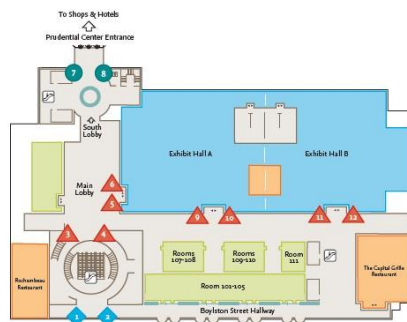 To Shops & Hotels
Prudential Center Entrance
7
8
South
Lobby
Exhibit Hall A
Exhibit Hall B
Main
Lobby
6
5
9
10
11
12
3
4
Rooms
107-108
Rooms
109-110
Room
111
Rochambeau
Restaurant
The Capital Grille
Restaurant
Room 101-105
1
2
Boylston Street Hallway